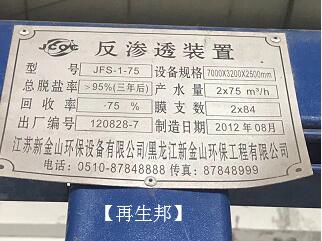 JCOC
反渗透装置
型号 JFS-1-75 设备规格 7000X3200X2500mm
总脱盐率 >95%(三年后) 产水量 2x75m³/h
回收率 -75% 膜支数 2x84
出厂编号 120828-7 制造日期 2012年08月
江苏新金山环保设备有限公司/黑龙江新金山环保工程有限公司
电话:0510-87848888 传真:87848999
【再生邦】